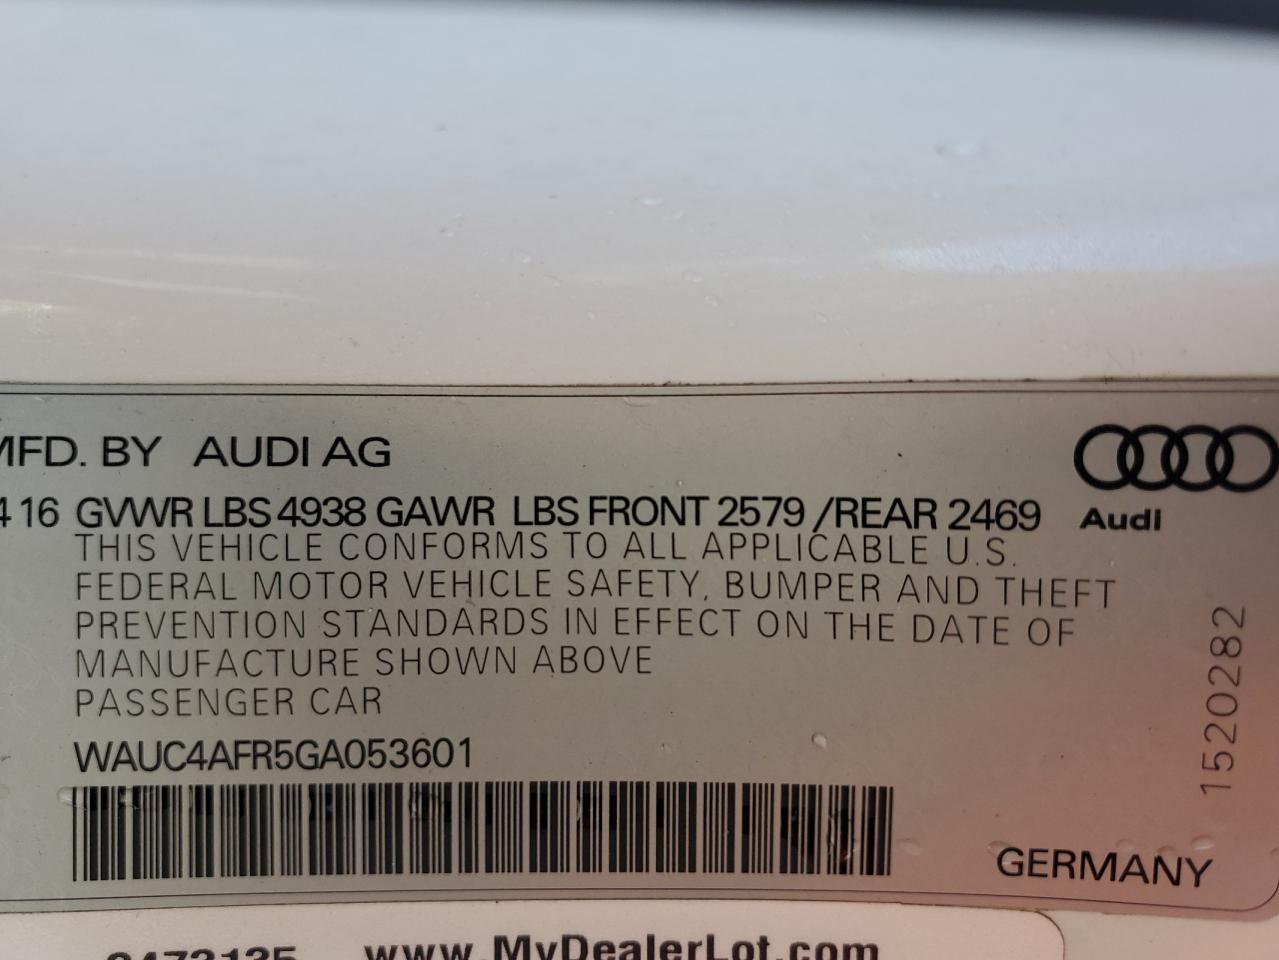 MFD. BY AUDI AG
4 16 GVWR LBS 4938 GAWR LBS FRONT 2579 /REAR 2469
Audi
THIS VEHICLE CONFORMS TO ALL APPLICABLE U.S.
FEDERAL MOTOR VEHICLE SAFETY, BUMPER AND THEFT
PREVENTION STANDARDS IN EFFECT ON THE DATE OF
MANUFACTURE SHOWN ABOVE
PASSENGER CAR
WAUC4AFR5GA053601
1520282
GERMANY
www.MyDealerLot.com